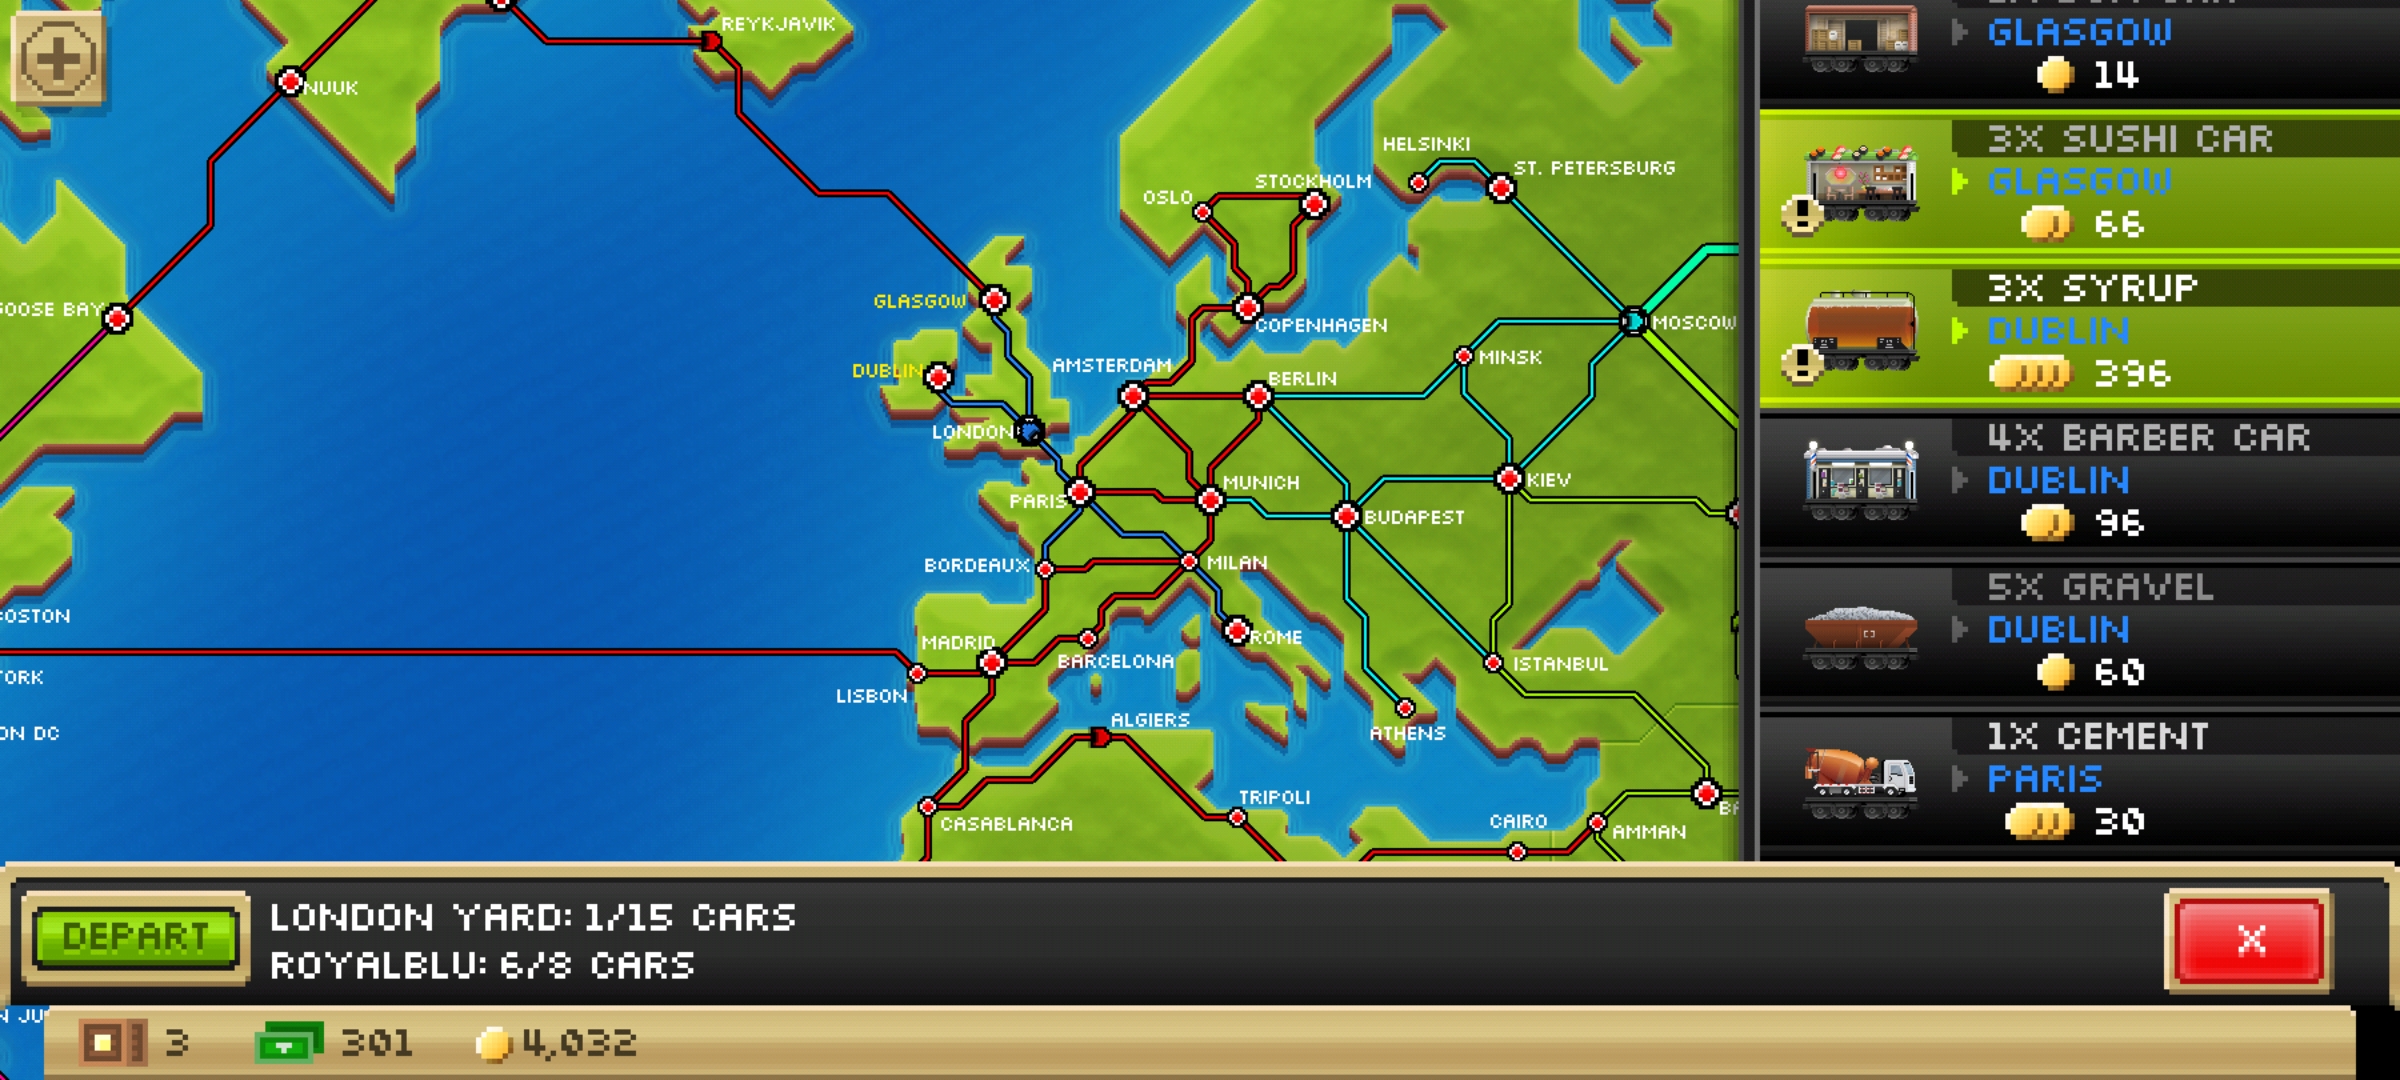 REYKJAVIK
NUUK
HELSINKI
ST. PETERSBURG
STOCKHOLM
OSLO
GLASGOW
OOSE BAY
COPENHAGEN
MOSCOW
MINSK
AMSTERDAM
DUBLIN
BERLIN
LONDON
MUNICH
KIEV
PARIS
BUDAPEST
BORDEAUX
MILAN
OSTON
ROME
MADRID
BARCELONA
ISTANBUL
ORK
LISBON
ALGIERS
ATHENS
ON DC
TRIPOLI
CAIRO
AMMAN
BA
CASABLANCA
GLASGOW
14
3X SUSHI CAR
GLASGOW
66
3X SYRUP
DUBLIN
396
4X BARBER CAR
DUBLIN
96
5X GRAVEL
DUBLIN
60
1X CEMENT
PARIS
30
DEPART
LONDON YARD: 1/15 CARS
ROYALBLU: 6/8 CARS
X
N JU
3
301
4,032